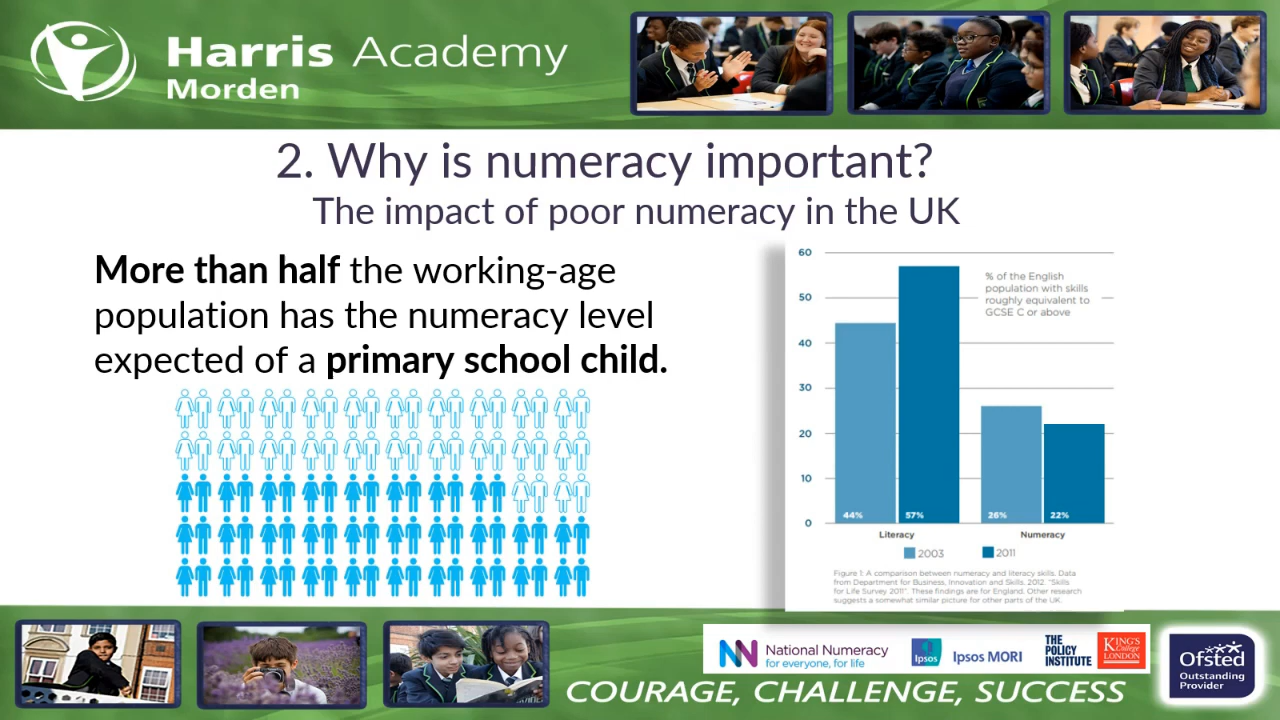 Harris Academy
Morden
2. Why is numeracy important?
The impact of poor numeracy in the UK
More than half the working-age
population has the numeracy level
expected of a primary school child.
60
50
40
30
20
10
0
% of the English
population with skills
roughly equivalent to
GCSE C or above
44%
57%
26%
22%
Literacy
Numeracy
2003
2011
Figure 1: A comparison between numeracy and literacy skills. Data
from Department for Business, Innovation and Skills. 2012. "Skills
for Life Survey 2011". These findings are for England. Other research
suggests a somewhat similar picture for other parts of the UK.
National Numeracy
for everyone, for life
Ipsos
Ipsos MORI
THE
POLICY
INSTITUTE
KING'S
College
LONDON
COURAGE, CHALLENGE, SUCCESS
Ofsted
Outstanding
Provider